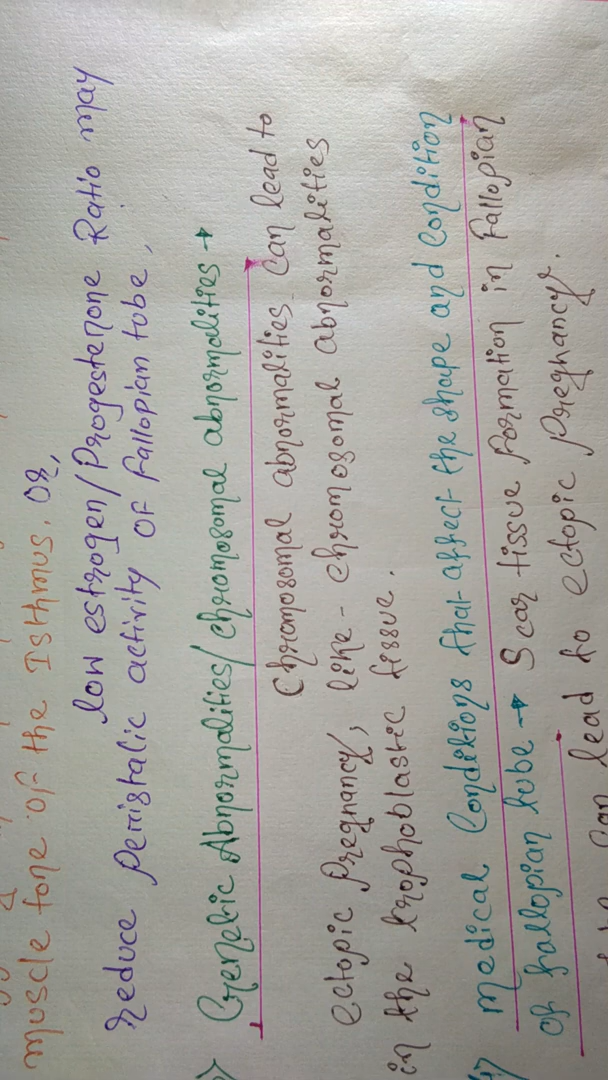 muscle tone of the Isthmus. Or,
low estrogen/Progesterone Ratio may
reduce peristalic activity of fallopian tube,
Genetic Abnormalities/chromosomal abnormalities →
Chromosomal abnormalities can lead to
ectopic pregnancy, like - chromosomal abnormalities
in the trophoblastic tissue.
Medical Conditions that affect the shape and condition
of fallopian tube → Scar tissue formation in fallopian
can lead to ectopic pregnancy.